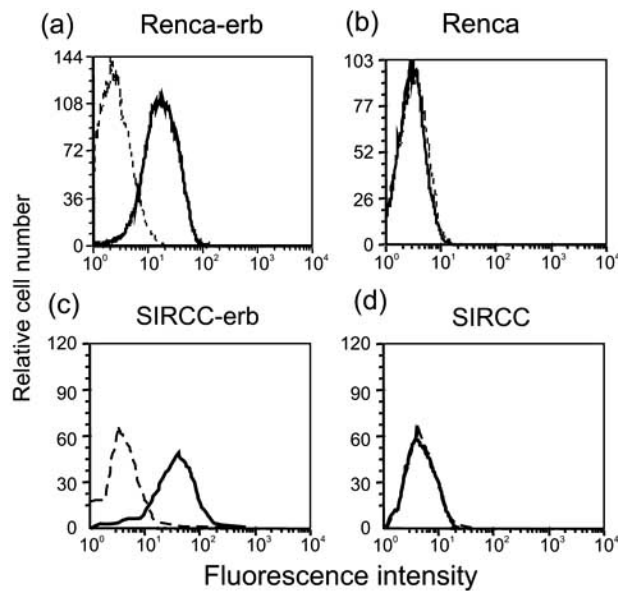 (a) Renca-erb
144
108
72
36
0
10⁰ 10¹ 10² 10³ 10⁴
(b) Renca
103
77
52
26
0
10⁰ 10¹ 10² 10³ 10⁴
Relative cell number
(c) SIRCC-erb
120
90
60
30
0
10⁰ 10¹ 10² 10³ 10⁴
(d) SIRCC
120
90
60
30
0
10⁰ 10¹ 10² 10³ 10⁴
Fluorescence intensity